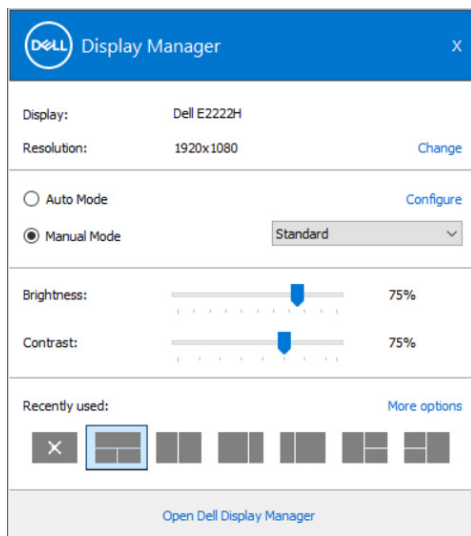 DELL Display Manager X
Display: Dell E2222H
Resolution: 1920x1080 Change
Auto Mode Configure
Manual Mode Standard
Brightness: 75%
Contrast: 75%
Recently used: More options
Open Dell Display Manager